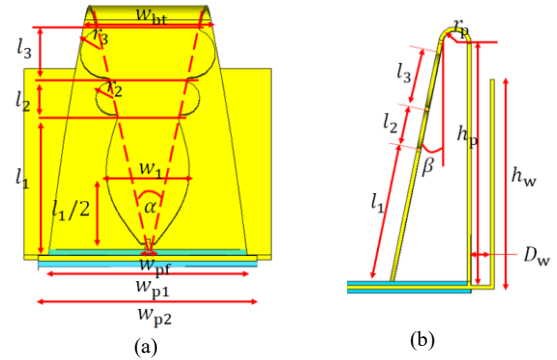 w_bt
r_3
l_3
r_2
l_2
w_1
l_1
l_1/2
α
w_pf
w_p1
w_p2
(a)
r_p
l_3
l_2
h_p
β
h_w
l_1
D_w
(b)